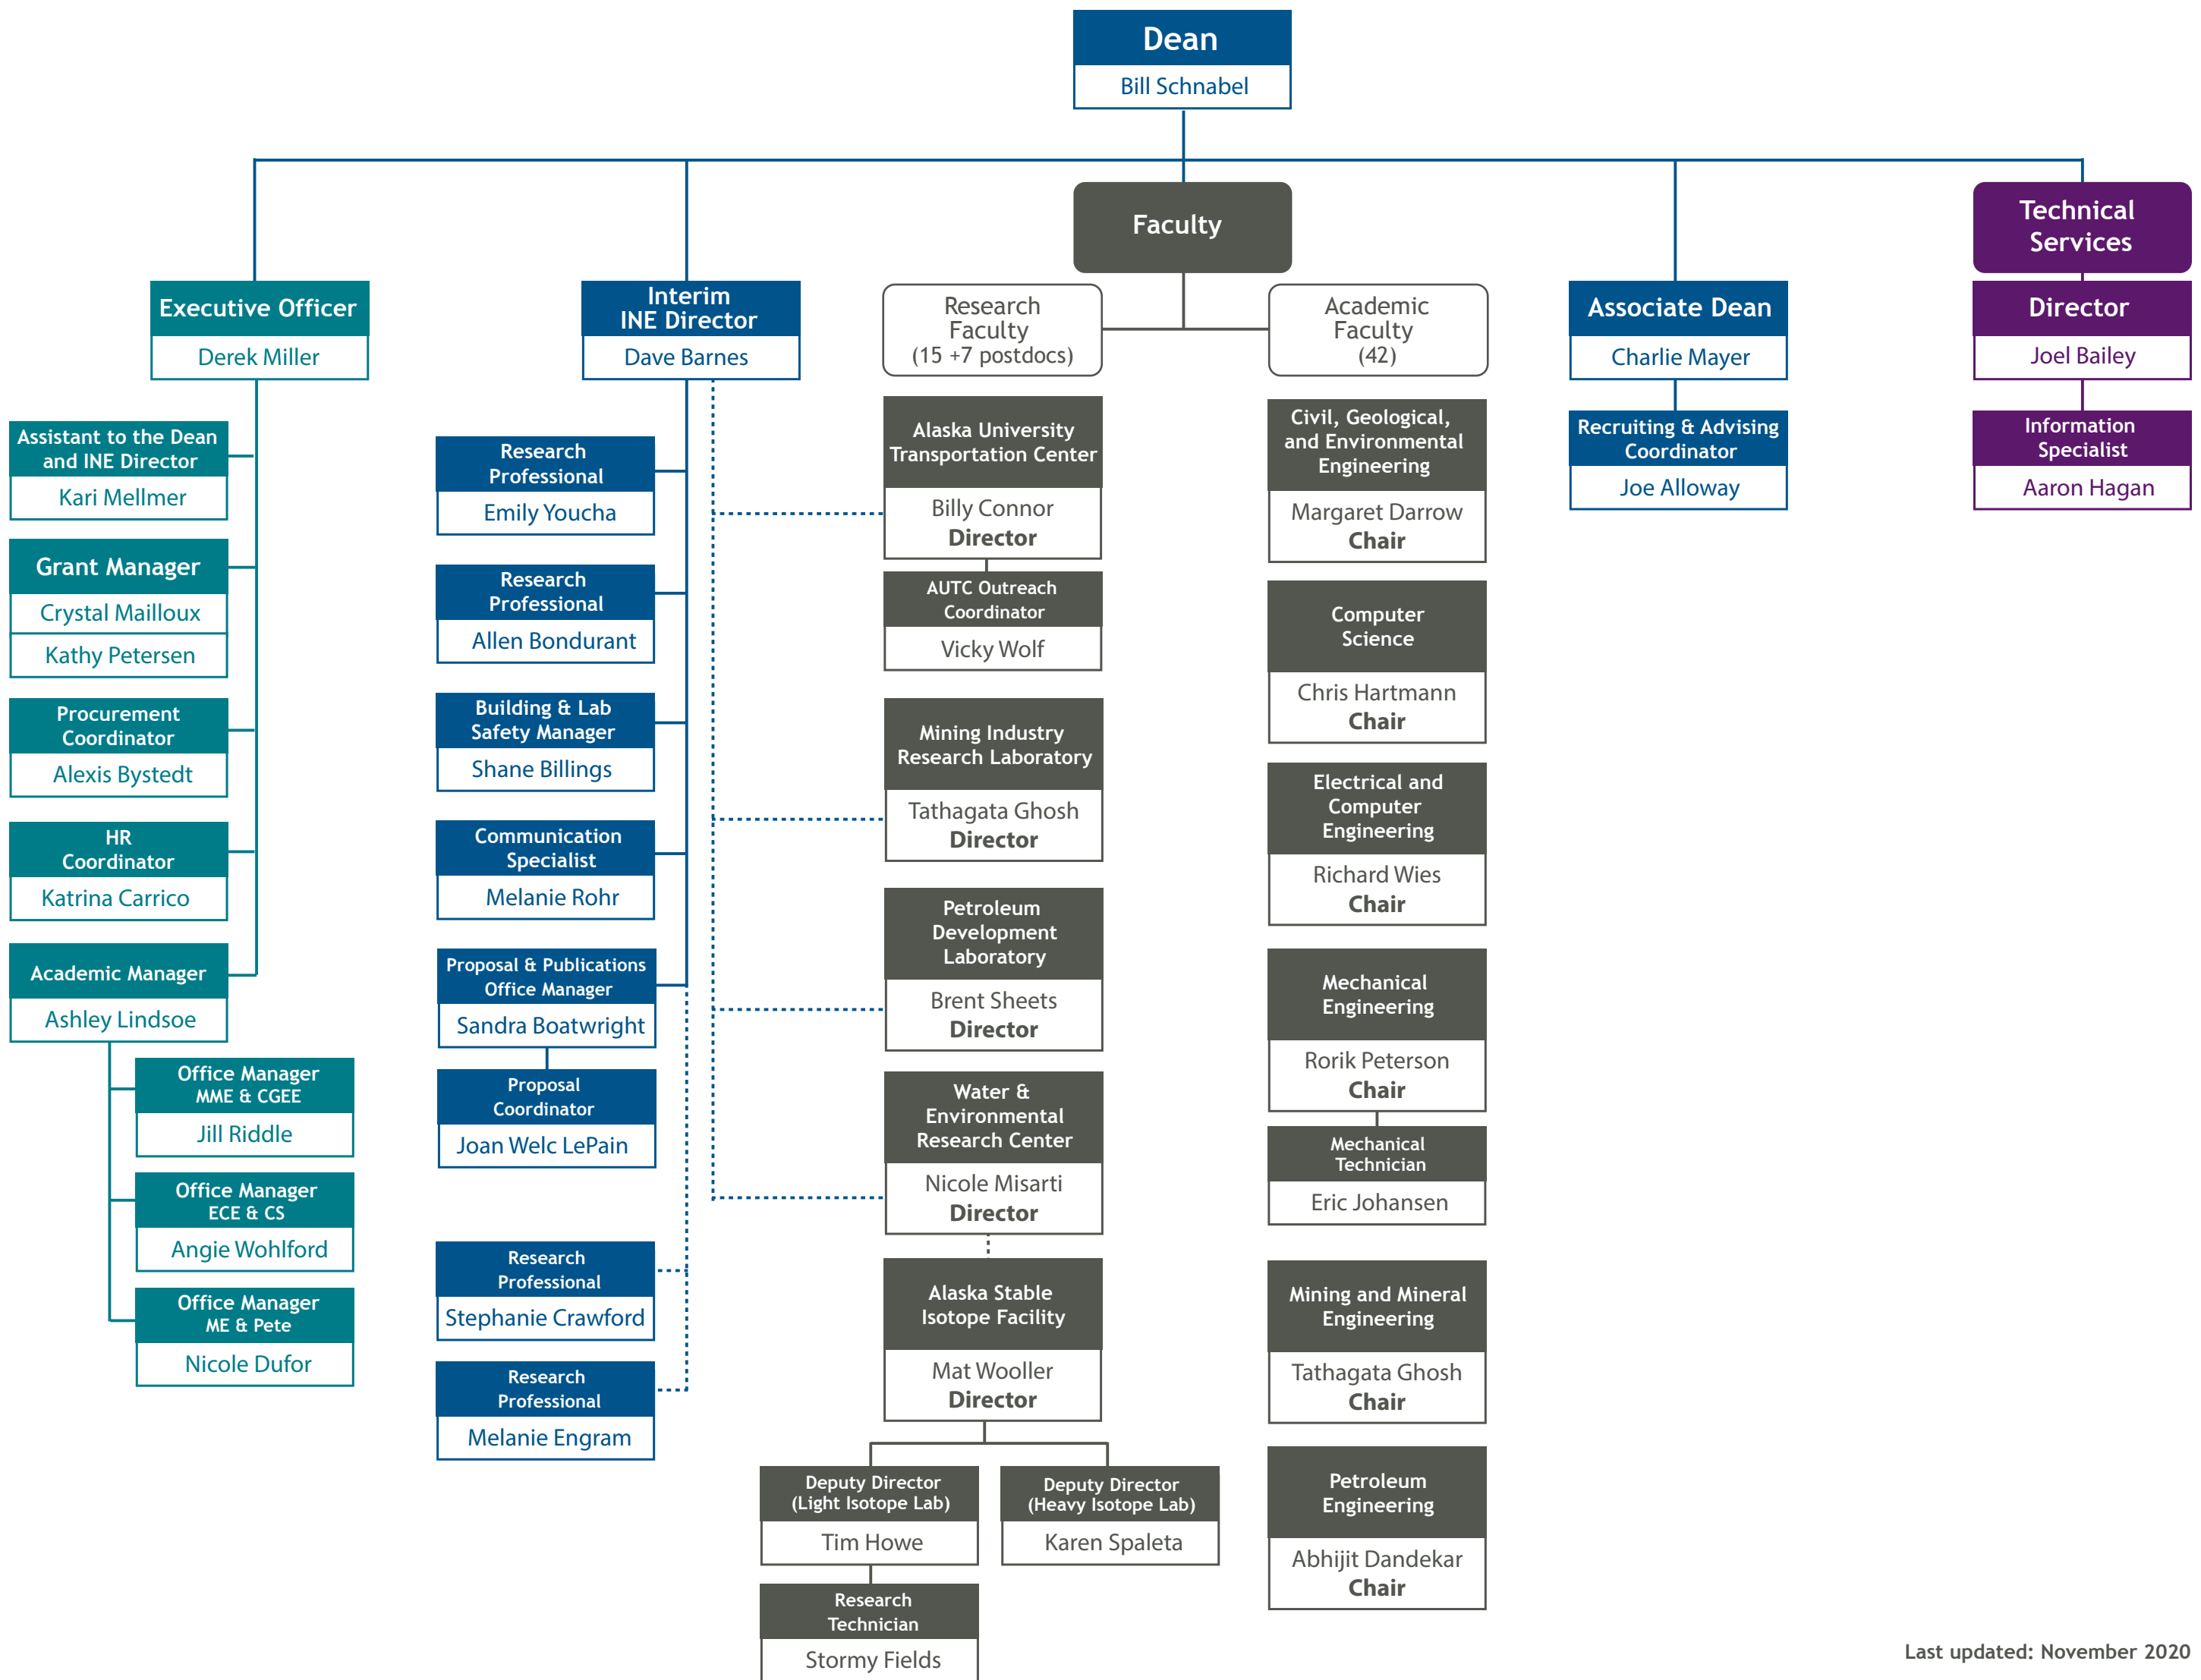 Dean
Bill Schnabel
Faculty
Technical
Services
Executive Officer
Derek Miller
Interim
INE Director
Dave Barnes
Research
Faculty
(15 +7 postdocs)
Academic
Faculty
(42)
Associate Dean
Charlie Mayer
Director
Joel Bailey
Assistant to the Dean
and INE Director
Kari Mellmer
Grant Manager
Crystal Mailloux
Kathy Petersen
Procurement
Coordinator
Alexis Bystedt
HR
Coordinator
Katrina Carrico
Academic Manager
Ashley Lindsoe
Office Manager
MME & CGEE
Jill Riddle
Office Manager
ECE & CS
Angie Wohlford
Office Manager
ME & Pete
Nicole Dufor
Research
Professional
Emily Youcha
Research
Professional
Allen Bondurant
Building & Lab
Safety Manager
Shane Billings
Communication
Specialist
Melanie Rohr
Proposal & Publications
Office Manager
Sandra Boatwright
Proposal
Coordinator
Joan Welc LePain
Research
Professional
Stephanie Crawford
Research
Professional
Melanie Engram
Alaska University
Transportation Center
Billy Connor
Director
AUTC Outreach
Coordinator
Vicky Wolf
Mining Industry
Research Laboratory
Tathagata Ghosh
Director
Petroleum
Development
Laboratory
Brent Sheets
Director
Water &
Environmental
Research Center
Nicole Misarti
Director
Alaska Stable
Isotope Facility
Mat Wooller
Director
Deputy Director
(Light Isotope Lab)
Tim Howe
Deputy Director
(Heavy Isotope Lab)
Karen Spaleta
Research
Technician
Stormy Fields
Civil, Geological,
and Environmental
Engineering
Margaret Darrow
Chair
Computer
Science
Chris Hartmann
Chair
Electrical and
Computer
Engineering
Richard Wies
Chair
Mechanical
Engineering
Rorik Peterson
Chair
Mechanical
Technician
Eric Johansen
Mining and Mineral
Engineering
Tathagata Ghosh
Chair
Petroleum
Engineering
Abhijit Dandekar
Chair
Recruiting & Advising
Coordinator
Joe Alloway
Information
Specialist
Aaron Hagan
Last updated: November 2020